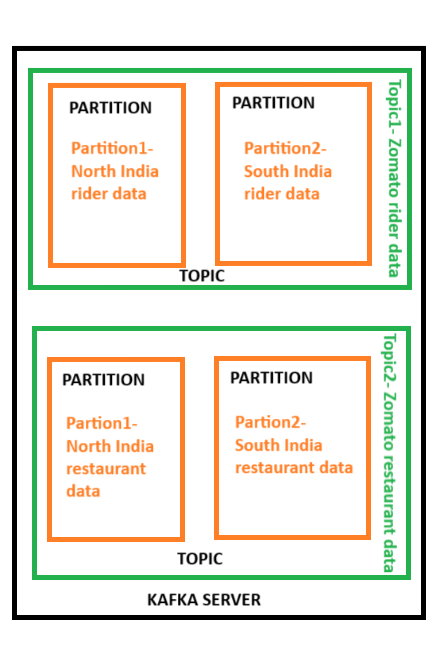 PARTITION
Partition1-
North India
rider data
PARTITION
Partition2-
South India
rider data
TOPIC
Topic1- Zomato rider data
PARTITION
Partion1-
North India
restaurant
data
PARTITION
Partion2-
South India
restaurant data
TOPIC
Topic2- Zomato restaurant data
KAFKA SERVER